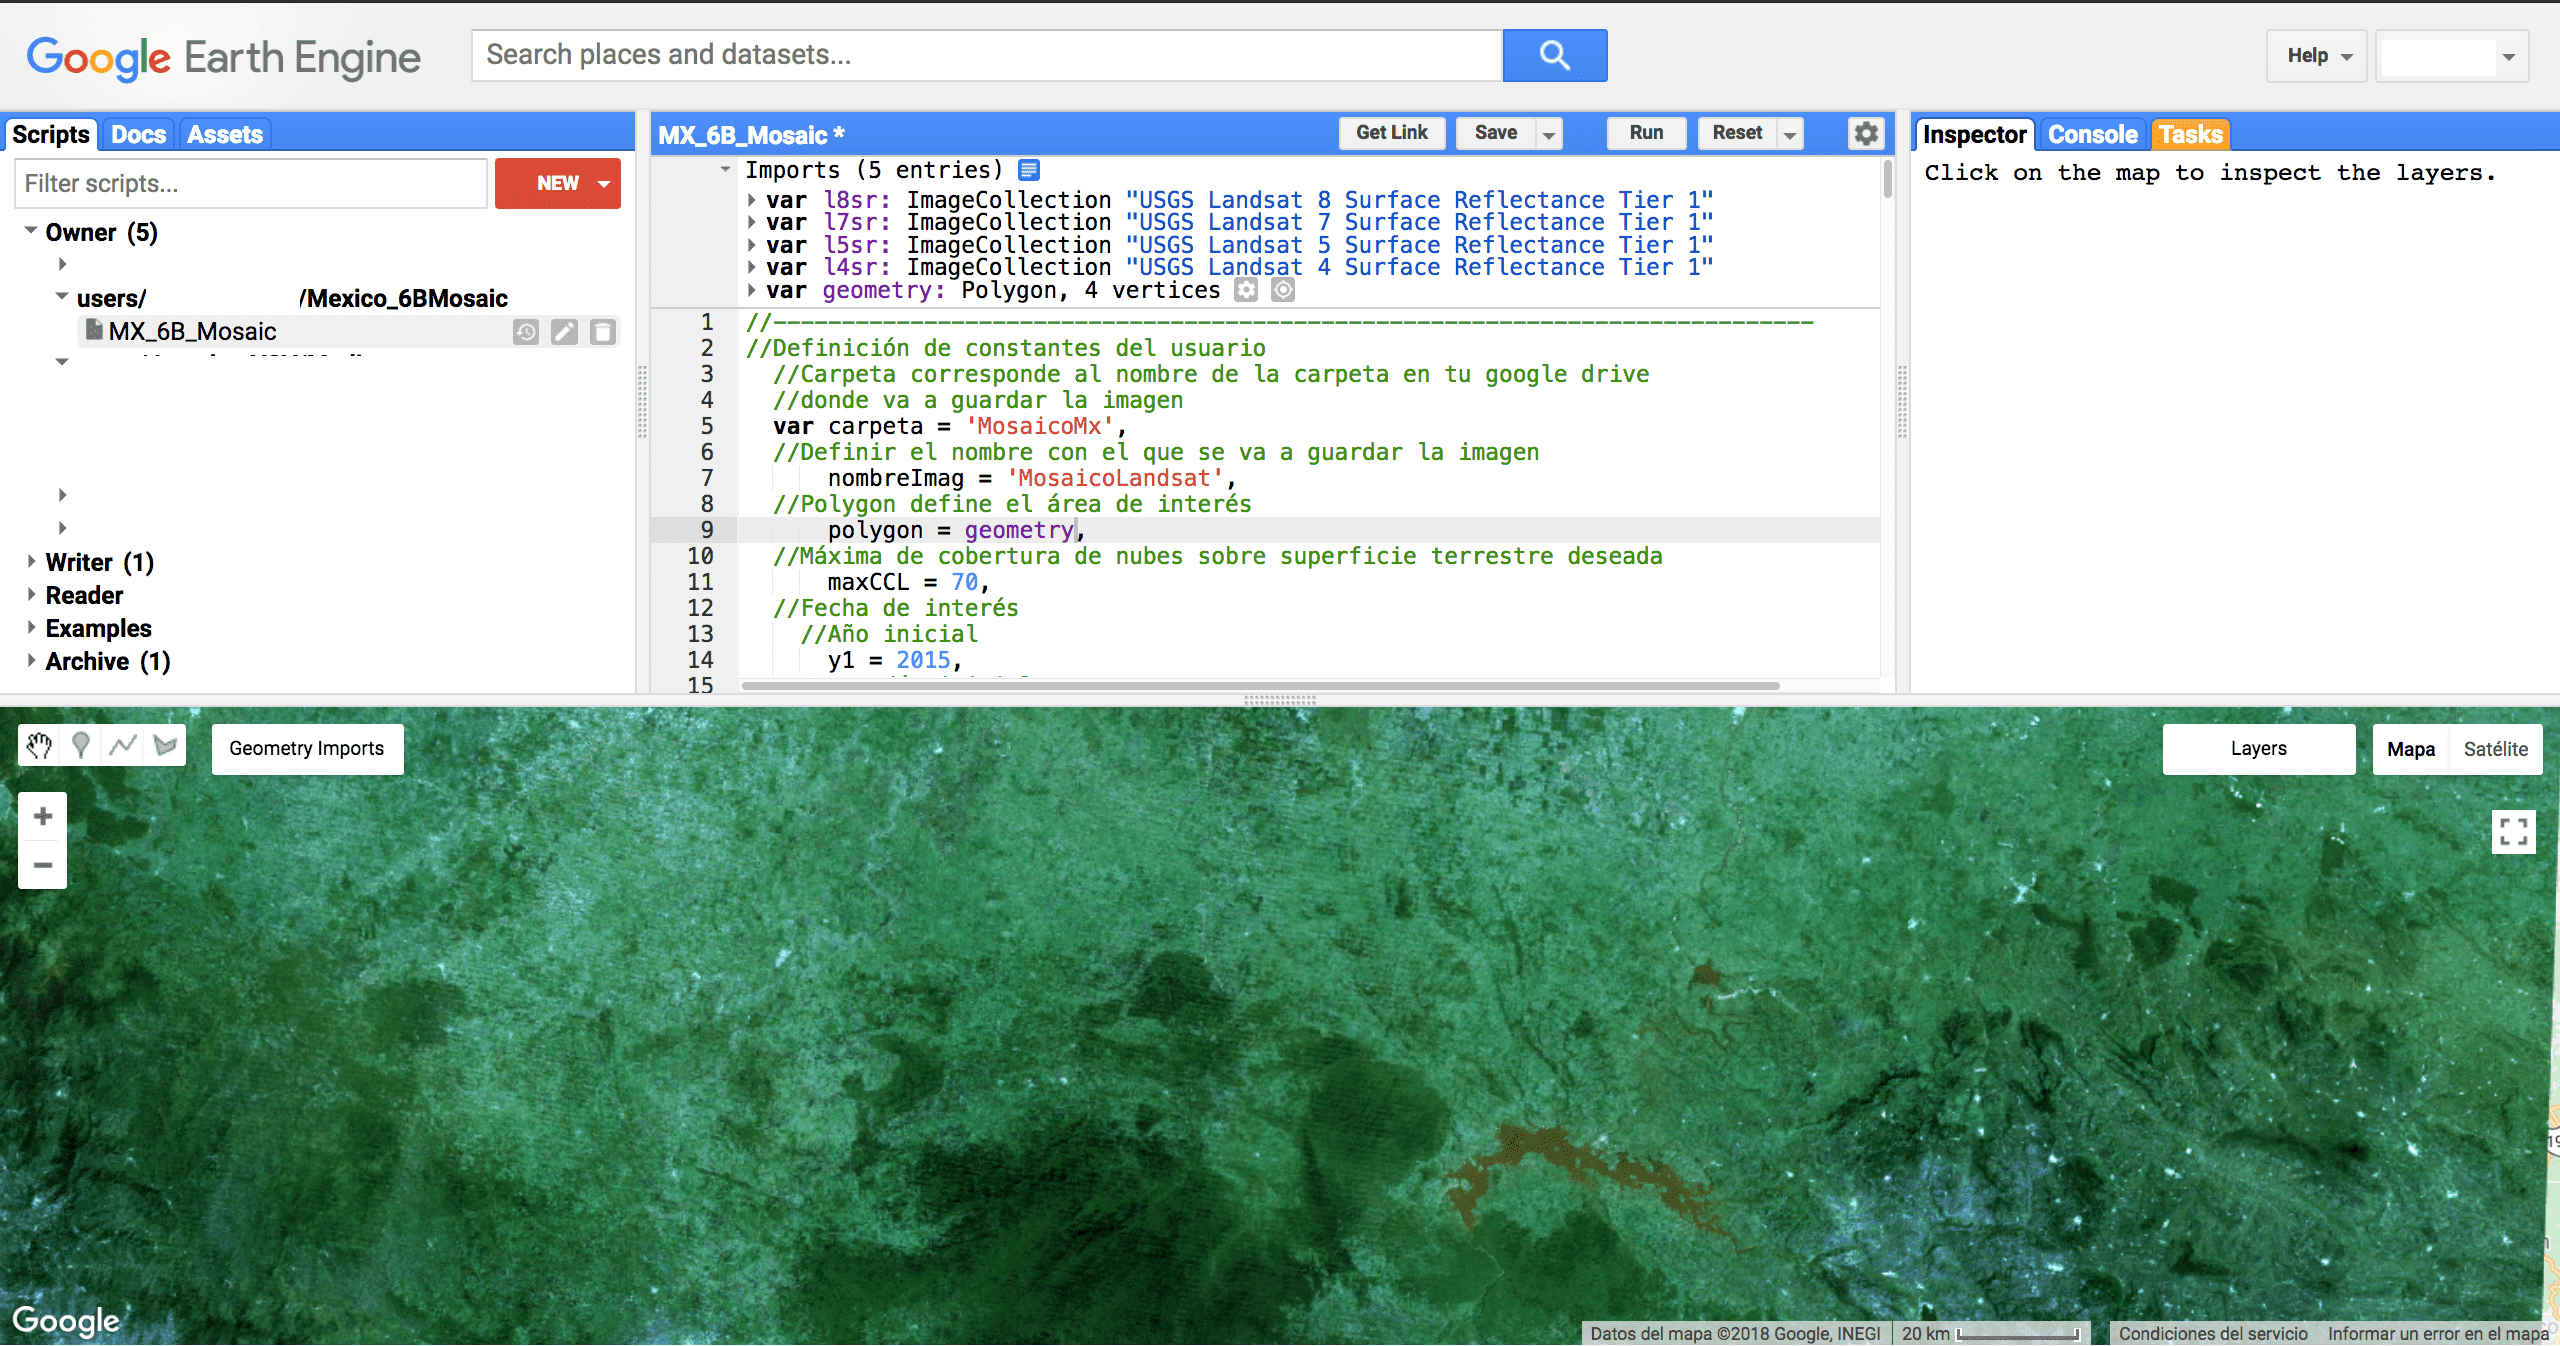 Google Earth Engine
Search places and datasets...
Help
Scripts Docs Assets
Filter scripts...
NEW
Owner (5)
users/ /Mexico_6BMosaic
MX_6B_Mosaic
Writer (1)
Reader
Examples
Archive (1)
MX_6B_Mosaic *
Get Link Save Run Reset
Imports (5 entries)
var l8sr: ImageCollection "USGS Landsat 8 Surface Reflectance Tier 1"
var l7sr: ImageCollection "USGS Landsat 7 Surface Reflectance Tier 1"
var l5sr: ImageCollection "USGS Landsat 5 Surface Reflectance Tier 1"
var l4sr: ImageCollection "USGS Landsat 4 Surface Reflectance Tier 1"
var geometry: Polygon, 4 vertices
1 //----------------------------------------------------------------------------
2 //Definición de constantes del usuario
3 //Carpeta corresponde al nombre de la carpeta en tu google drive
4 //donde va a guardar la imagen
5 var carpeta = 'MosaicoMx',
6 //Definir el nombre con el que se va a guardar la imagen
7 nombreImag = 'MosaicoLandsat',
8 //Polygon define el área de interés
9 polygon = geometry,
10 //Máxima de cobertura de nubes sobre superficie terrestre deseada
11 maxCCL = 70,
12 //Fecha de interés
13 //Año inicial
14 y1 = 2015,
15
Inspector Console Tasks
Click on the map to inspect the layers.
Geometry Imports
Layers
Mapa Satélite
Google
Datos del mapa ©2018 Google, INEGI
20 km
Condiciones del servicio
Informar un error en el mapa